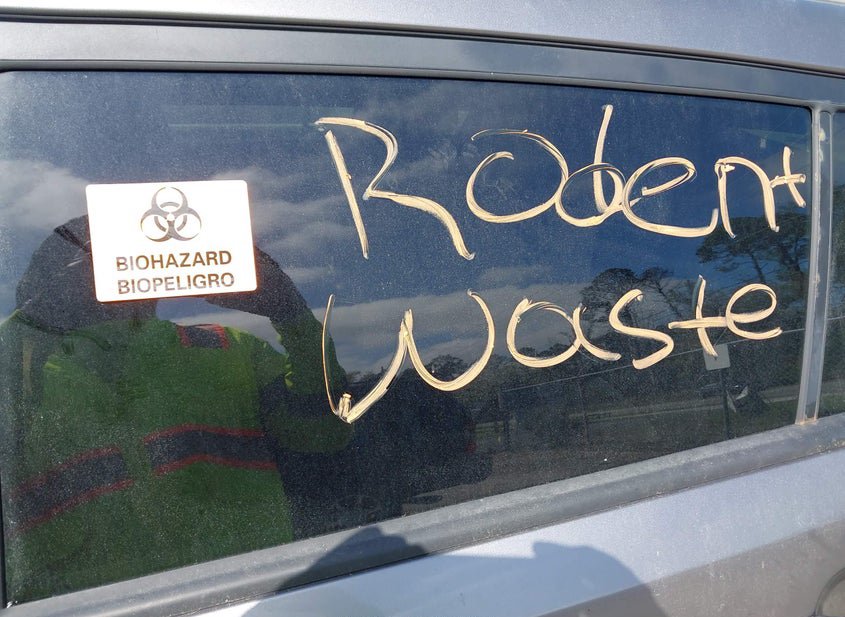 Rodent
waste
BIOHAZARD
BIOPELIGRO